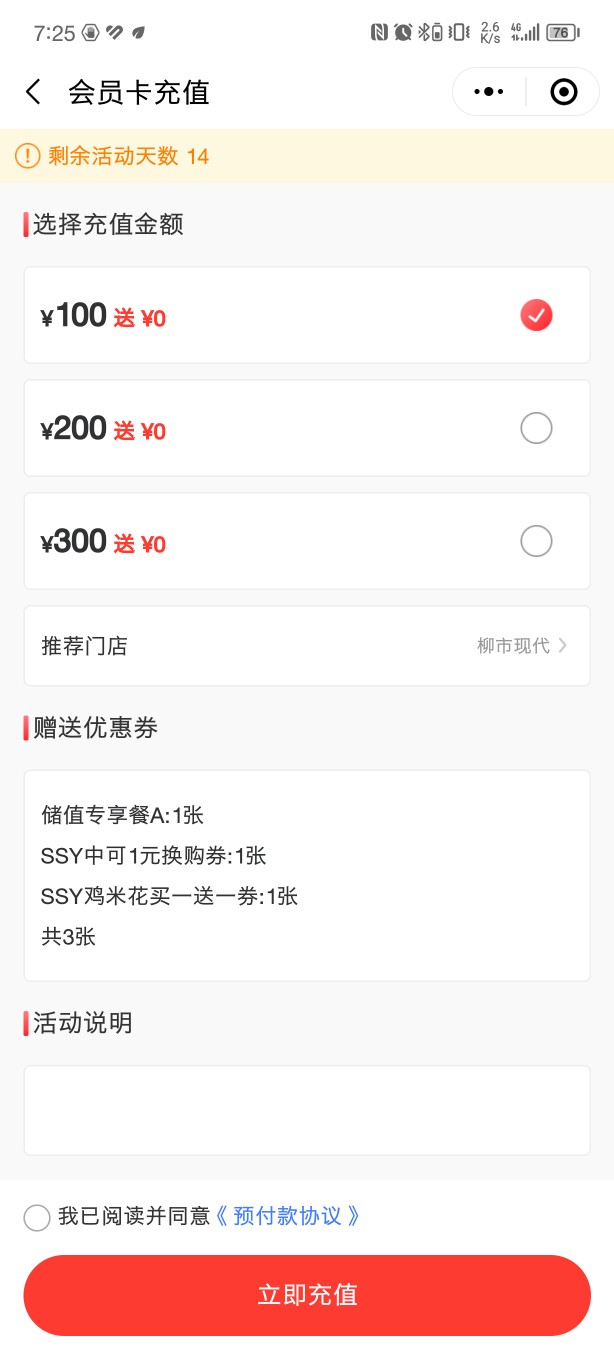 7:25
2.6
K/s
4G
76
会员卡充值
剩余活动天数 14
选择充值金额
¥100 送 ¥0
¥200 送 ¥0
¥300 送 ¥0
推荐门店 柳市现代
赠送优惠券
储值专享餐A:1张
SSY中可1元换购券:1张
SSY鸡米花买一送一券:1张
共3张
活动说明
我已阅读并同意《 预付款协议 》
立即充值